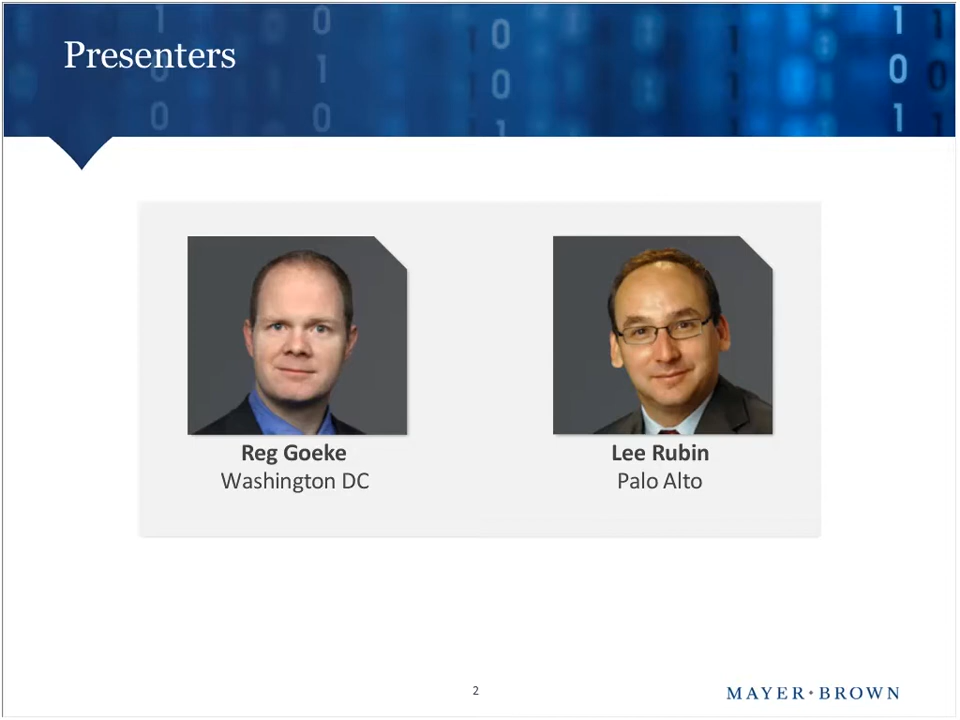 Presenters
Reg Goeke
Washington DC
Lee Rubin
Palo Alto
2
MAYER•BROWN